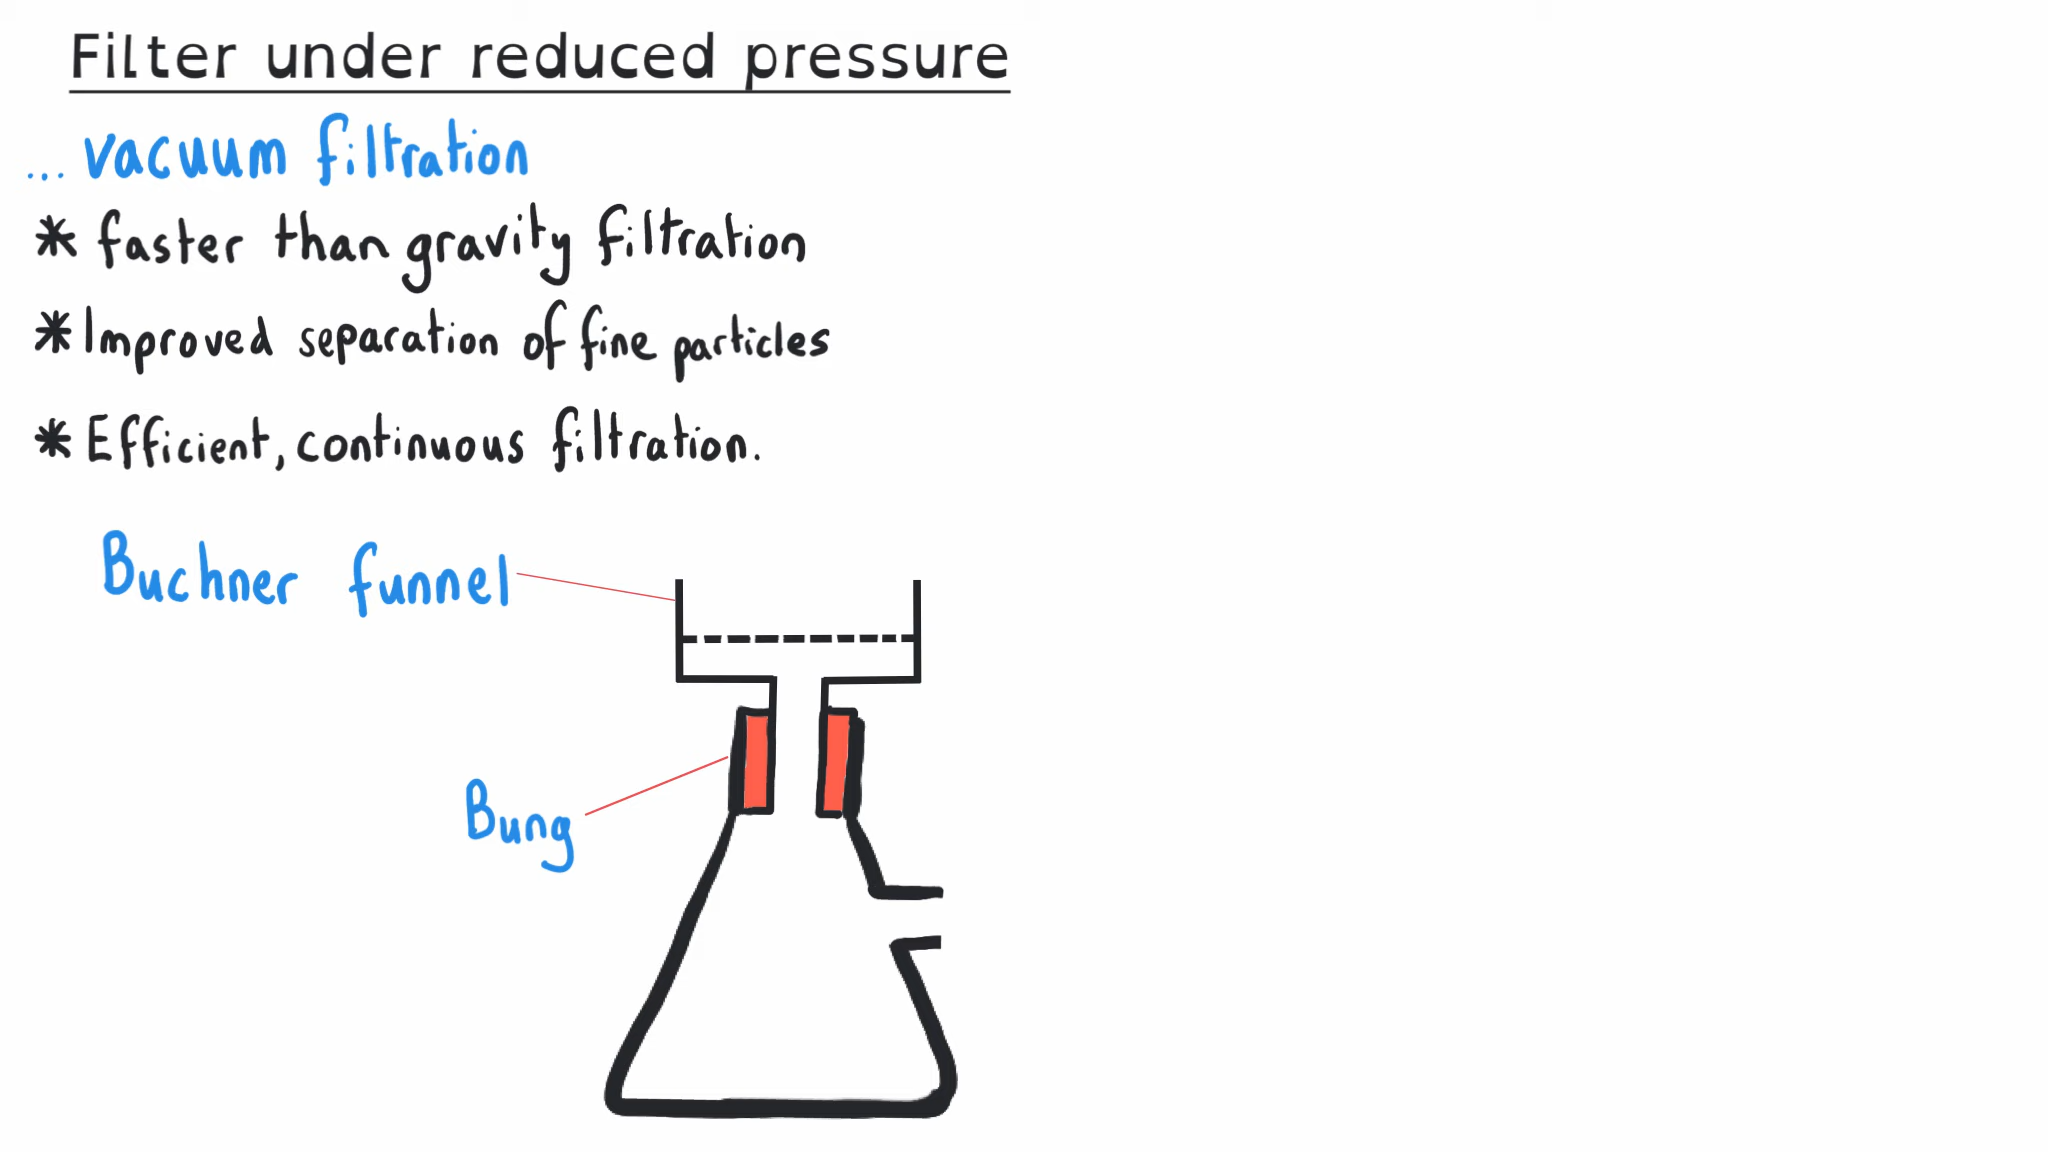 Filter under reduced pressure
... vacuum filtration
* faster than gravity filtration
* Improved separation of fine particles
* Efficient, continuous filtration.
Buchner funnel
Bung